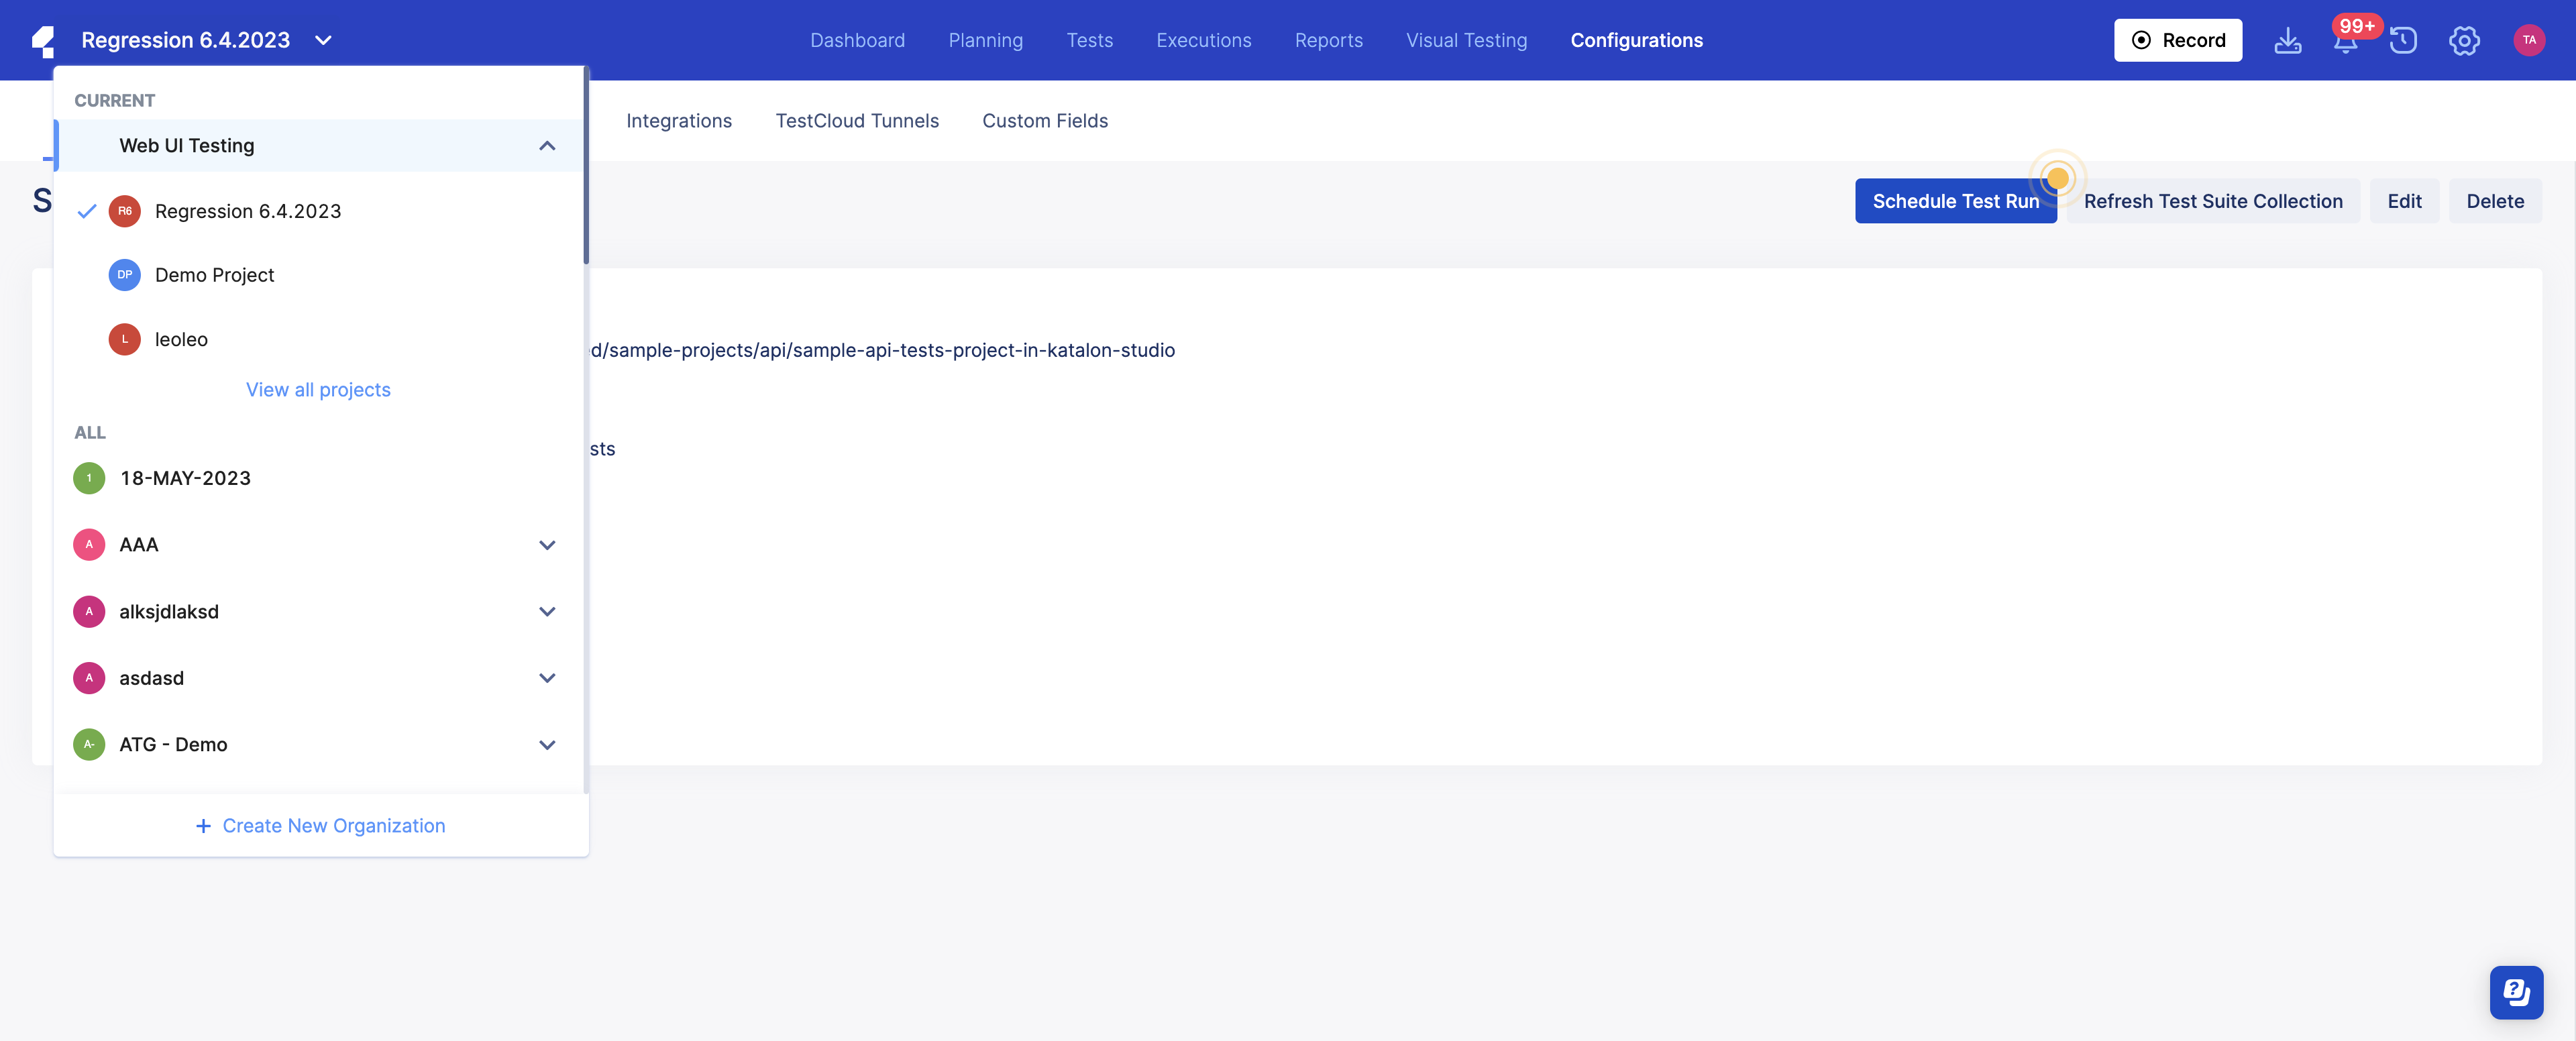 Regression 6.4.2023
Dashboard Planning Tests Executions Reports Visual Testing Configurations
Record
99+
TA
CURRENT
Web UI Testing
Integrations TestCloud Tunnels Custom Fields
S
Schedule Test Run Refresh Test Suite Collection Edit Delete
R6 Regression 6.4.2023
DP Demo Project
L leoleo
d/sample-projects/api/sample-api-tests-project-in-katalon-studio
View all projects
ALL
sts
1 18-MAY-2023
A AAA
A alksjdlaksd
A asdasd
A- ATG - Demo
+ Create New Organization
?